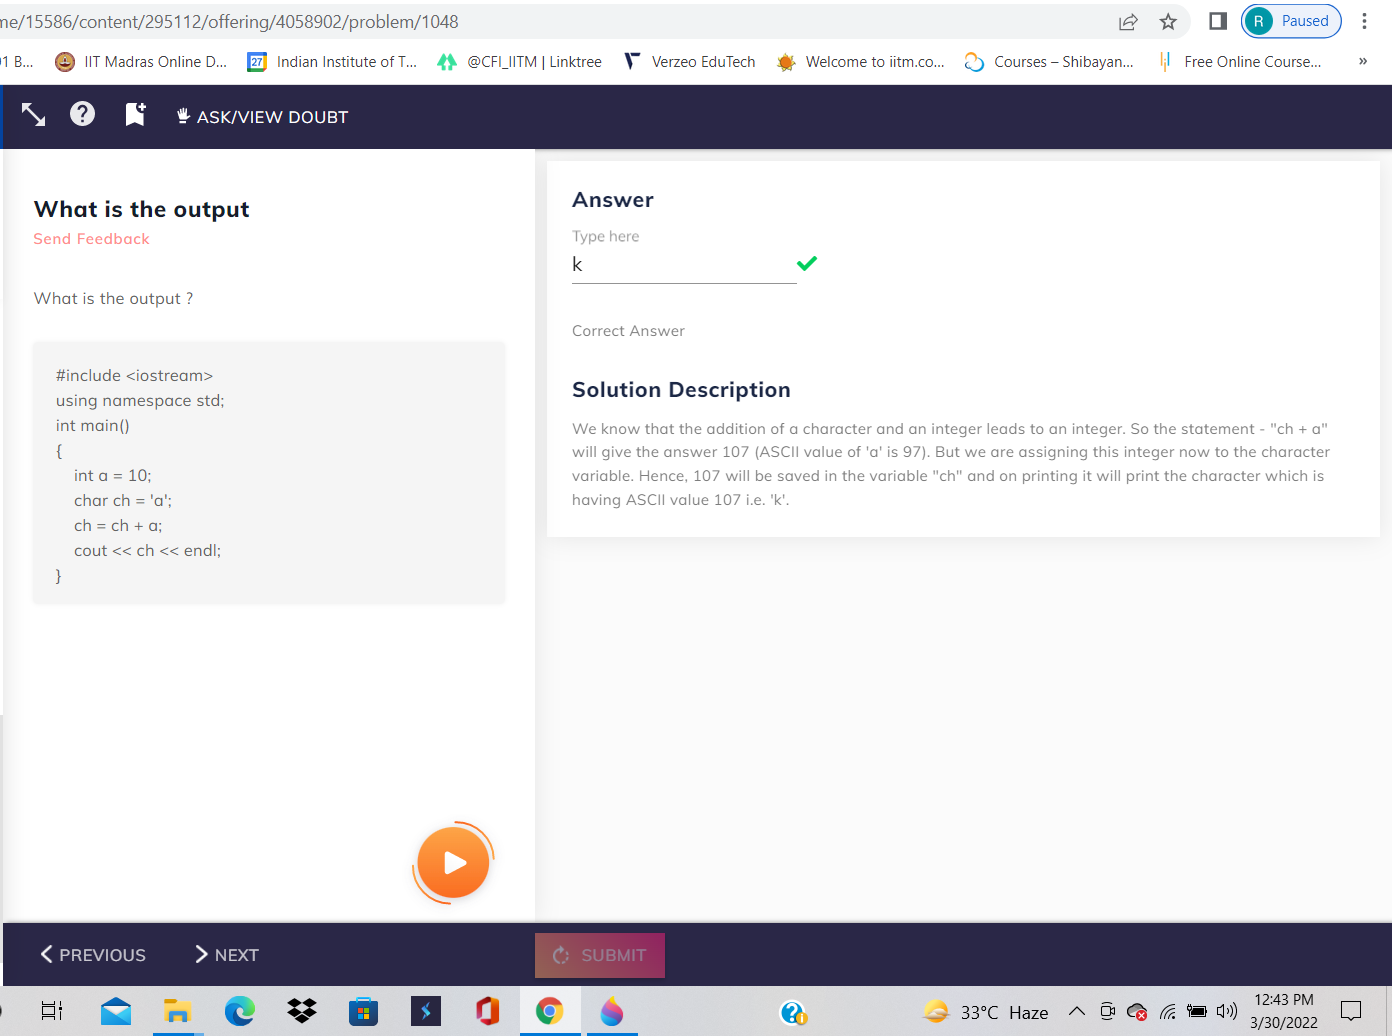 ne/15586/content/295112/offering/4058902/problem/1048
R Paused
01 B...
IIT Madras Online D...
27 Indian Institute of T...
@CFI_IITM | Linktree
Verzeo EduTech
Welcome to iitm.co...
Courses – Shibayan...
Free Online Course...
»
ASK/VIEW DOUBT
What is the output
Send Feedback
What is the output ?
#include <iostream>
using namespace std;
int main()
{
int a = 10;
char ch = 'a';
ch = ch + a;
cout << ch << endl;
}
Answer
Type here
k
Correct Answer
Solution Description
We know that the addition of a character and an integer leads to an integer. So the statement - "ch + a"
will give the answer 107 (ASCII value of 'a' is 97). But we are assigning this integer now to the character
variable. Hence, 107 will be saved in the variable "ch" and on printing it will print the character which is
having ASCII value 107 i.e. 'k'.
PREVIOUS
NEXT
SUBMIT
33°C Haze
12:43 PM
3/30/2022